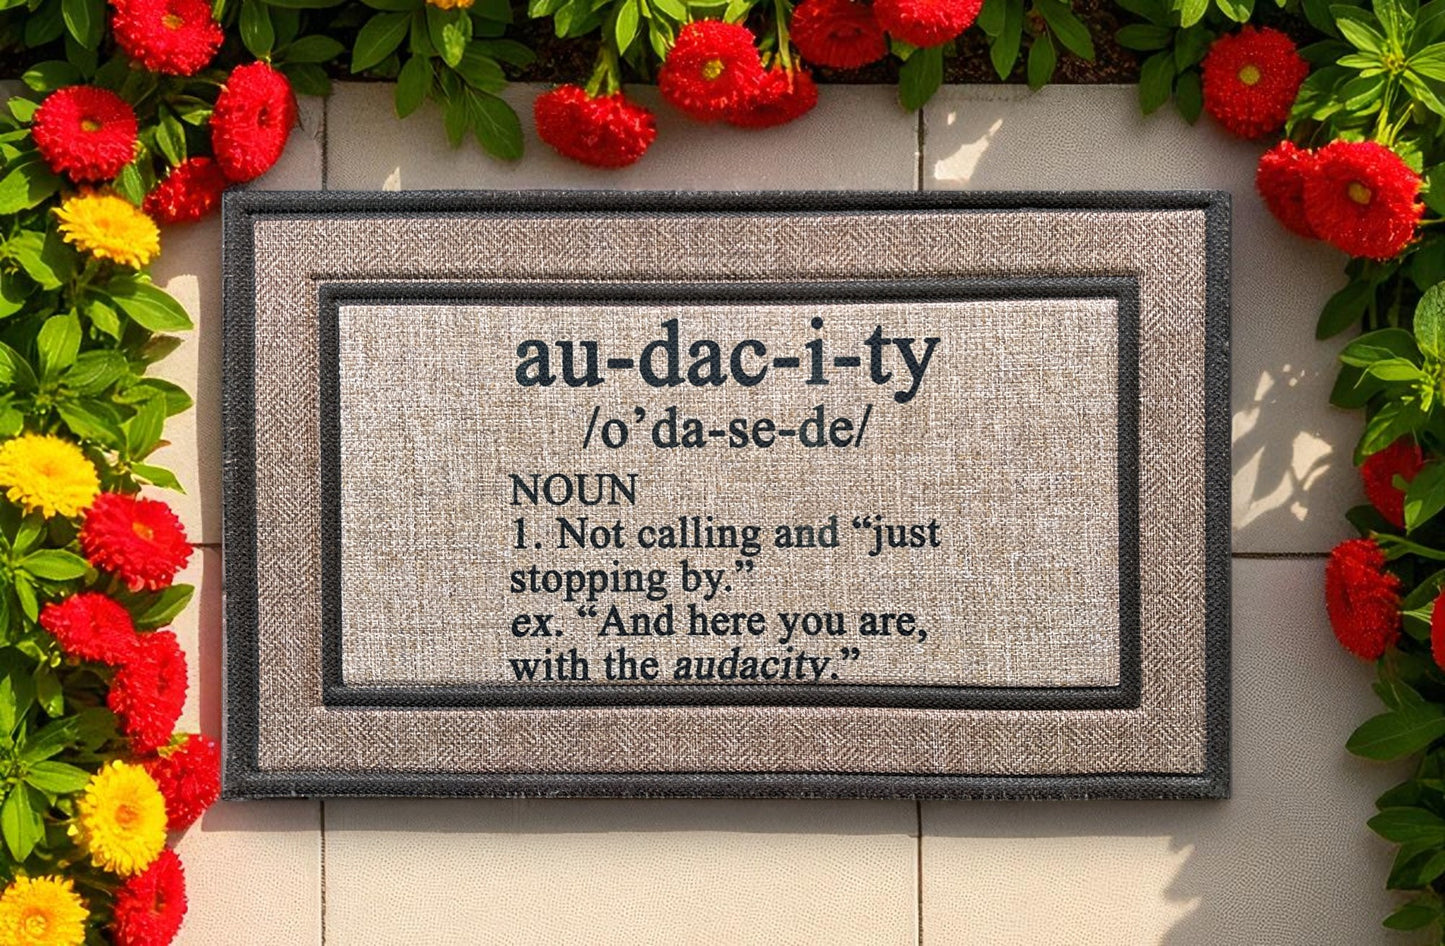 au-dac-i-ty
/o’da-se-de/
NOUN
1. Not calling and “just
stopping by.”
ex. “And here you are,
with the audacity.”